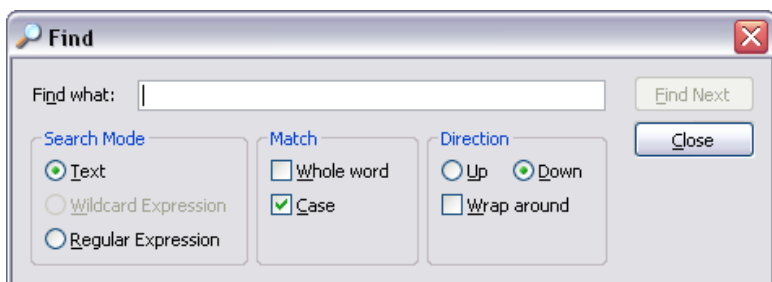 Find
Find what:
Find Next
Search Mode
Match
Direction
Close
Text
Whole word
Up
Down
Wildcard Expression
Case
Wrap around
Regular Expression